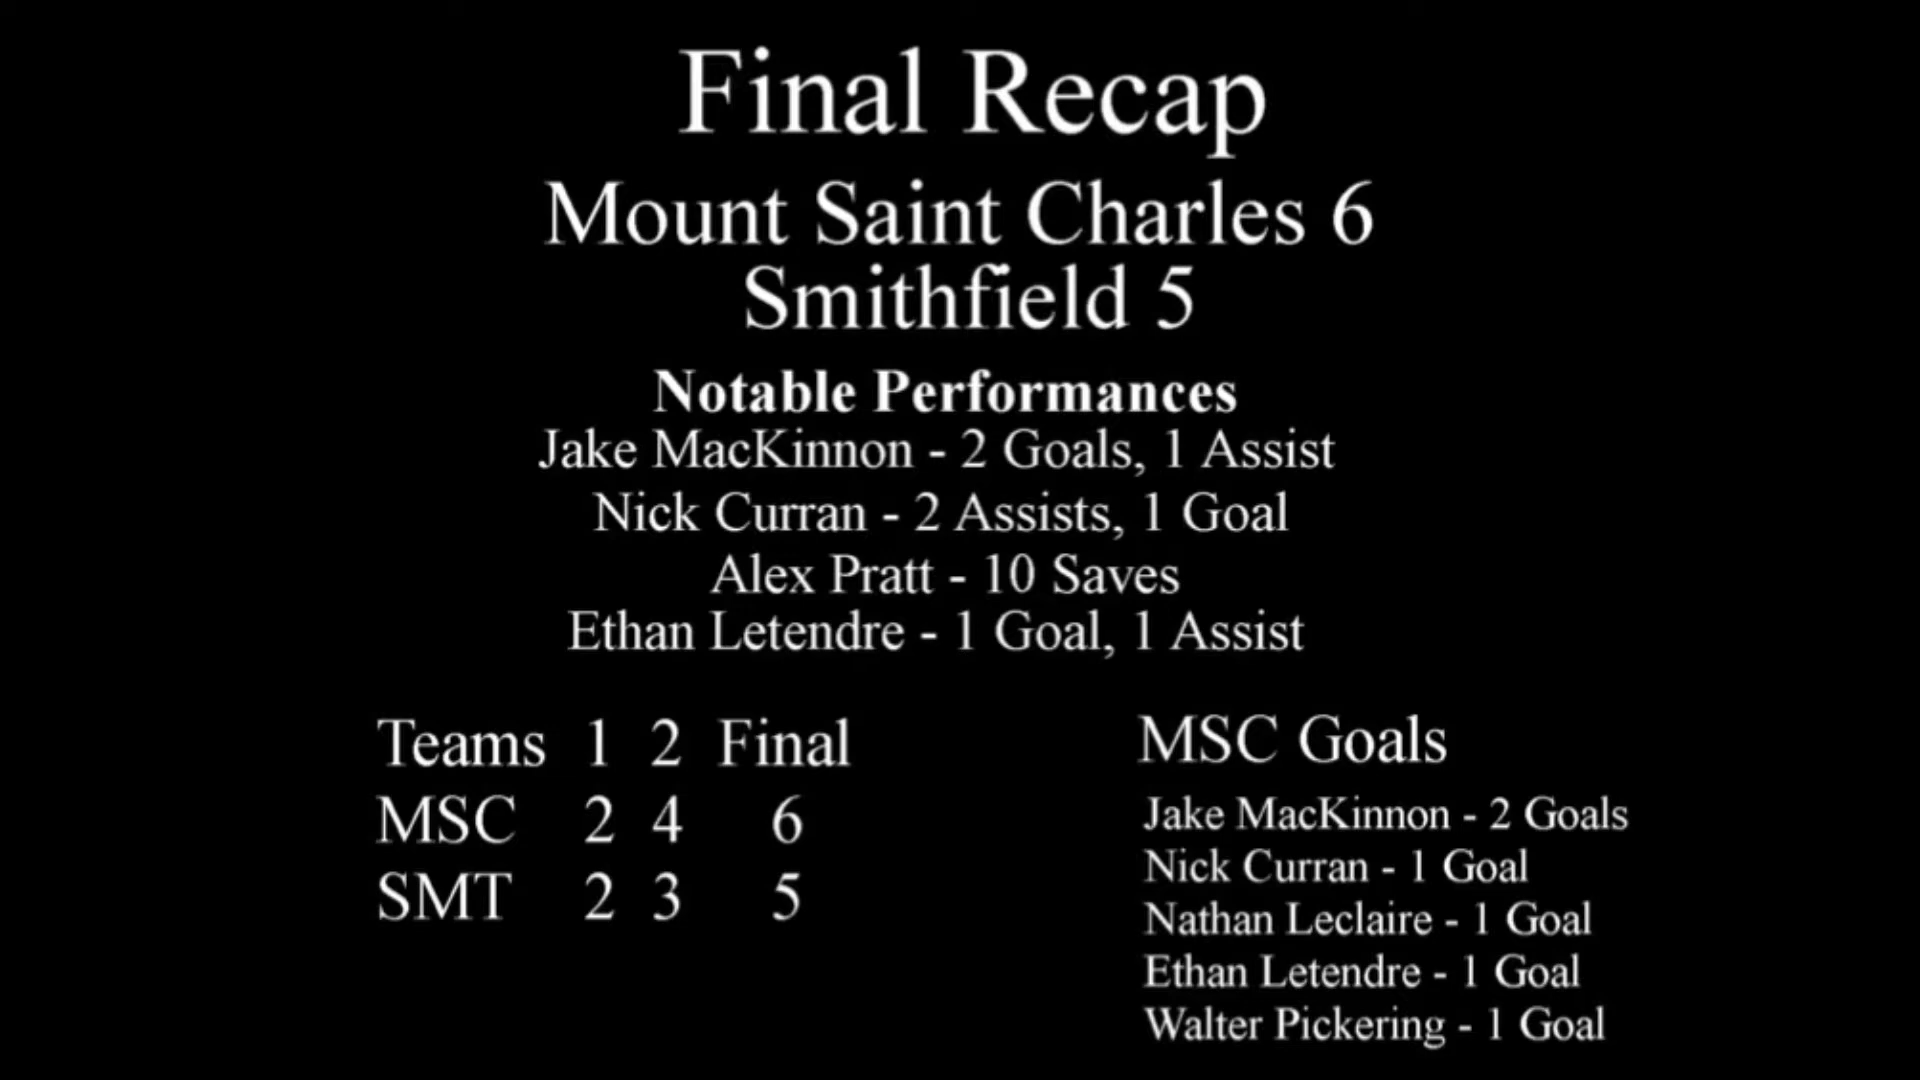 Final Recap
Mount Saint Charles 6
Smithfield 5
Notable Performances
Jake MacKinnon - 2 Goals, 1 Assist
Nick Curran - 2 Assists, 1 Goal
Alex Pratt - 10 Saves
Ethan Letendre - 1 Goal, 1 Assist
Teams 1 2 Final
MSC 2 4 6
SMT 2 3 5
MSC Goals
Jake MacKinnon - 2 Goals
Nick Curran - 1 Goal
Nathan Leclaire - 1 Goal
Ethan Letendre - 1 Goal
Walter Pickering - 1 Goal